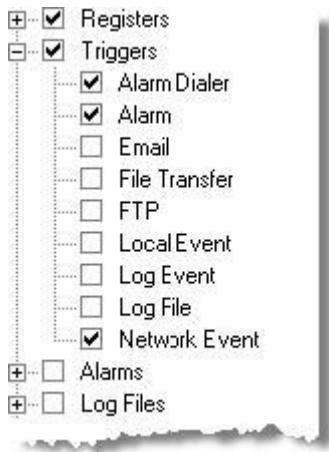 Registers
Triggers
Alarm Dialer
Alarm
Email
File Transfer
FTP
Local Event
Log Event
Log File
Network Event
Alarms
Log Files